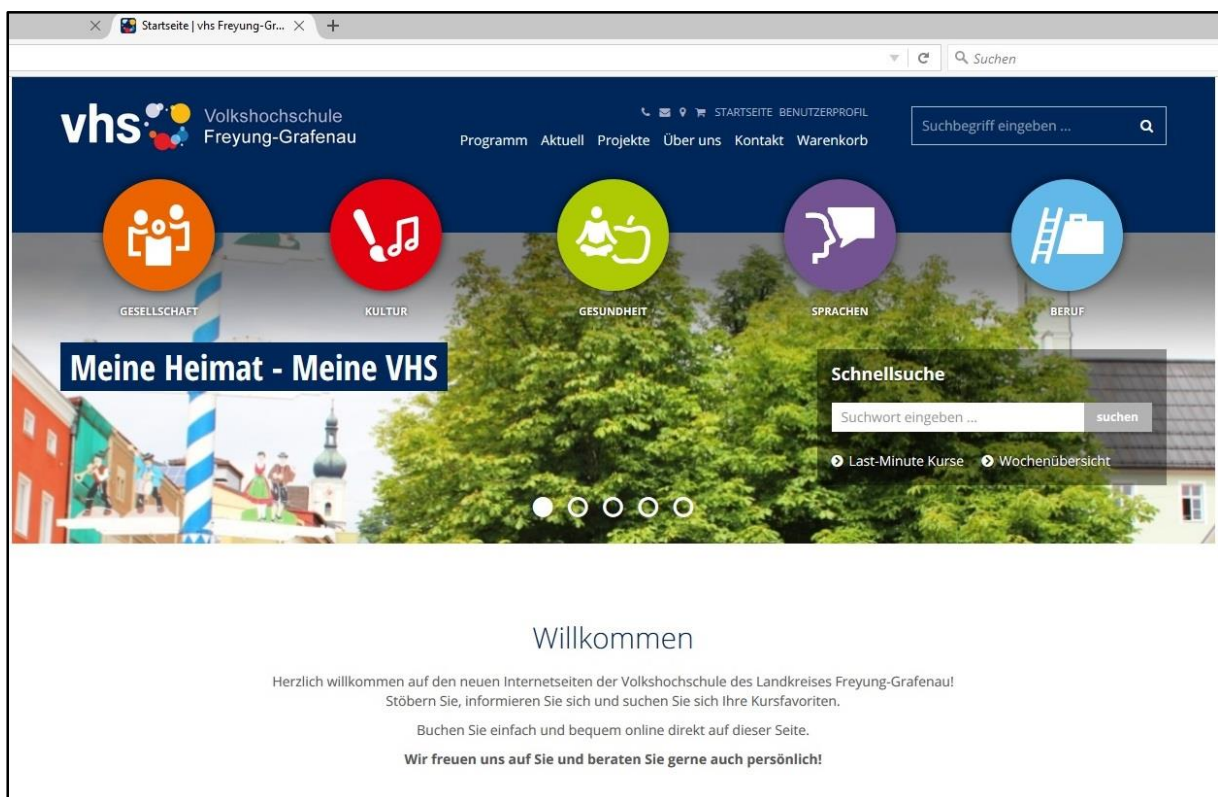 Startseite | vhs Freyung-Gr...
Suchen
vhs Volkshochschule
Freyung-Grafenau
STARTSEITE BENUTZERPROFIL
Programm Aktuell Projekte Über uns Kontakt Warenkorb
Suchbegriff eingeben ...
GESELLSCHAFT KULTUR GESUNDHEIT SPRACHEN BERUF
Meine Heimat - Meine VHS
Schnellsuche
Suchwort eingeben ... suchen
Last-Minute Kurse Wochenübersicht
Willkommen
Herzlich willkommen auf den neuen Internetseiten der Volkshochschule des Landkreises Freyung-Grafenau!
Stöbern Sie, informieren Sie sich und suchen Sie sich Ihre Kursfavoriten.
Buchen Sie einfach und bequem online direkt auf dieser Seite.
Wir freuen uns auf Sie und beraten Sie gerne auch persönlich!